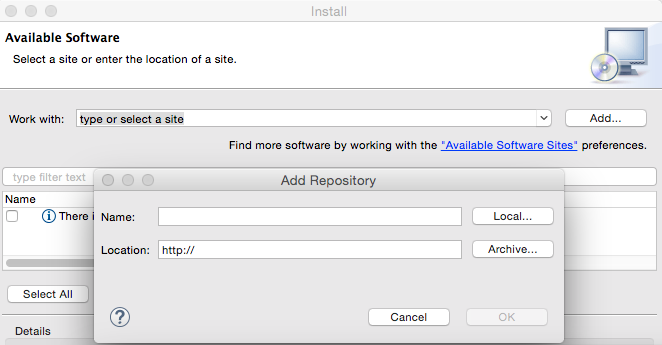 Install
Available Software
Select a site or enter the location of a site.
Work with: type or select a site Add...
Find more software by working with the "Available Software Sites" preferences.
type filter text
Name
There i
Add Repository
Name: Local...
Location: http:// Archive...
Select All
? Cancel OK
Details